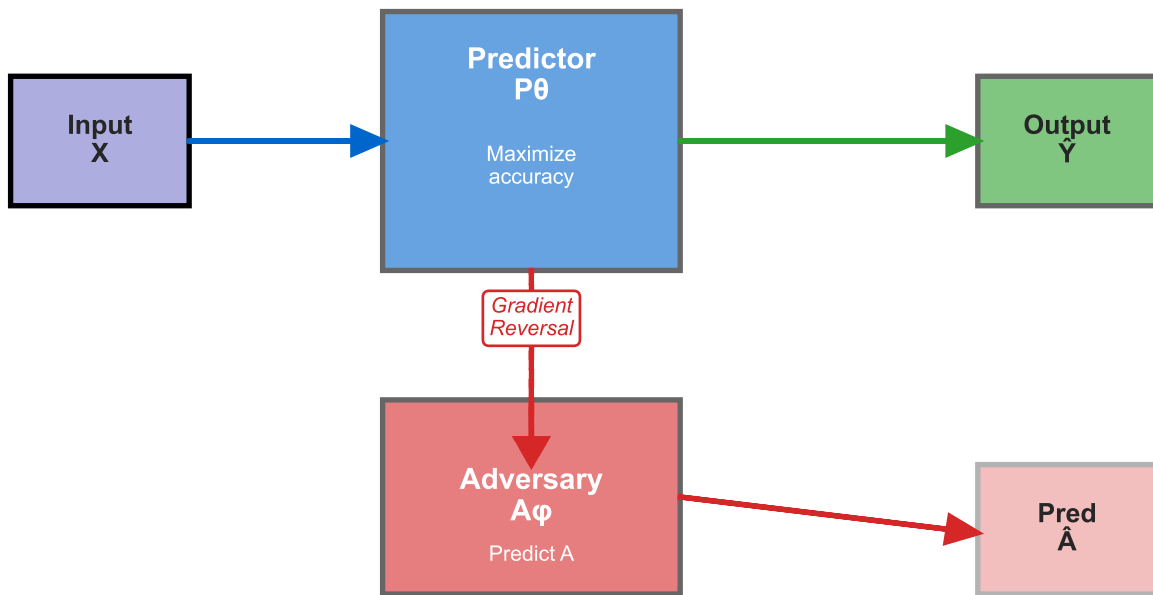 Input
X
Predictor
Pθ
Maximize
accuracy
Output
Ŷ
Gradient
Reversal
Adversary
Aφ
Predict A
Pred
Â